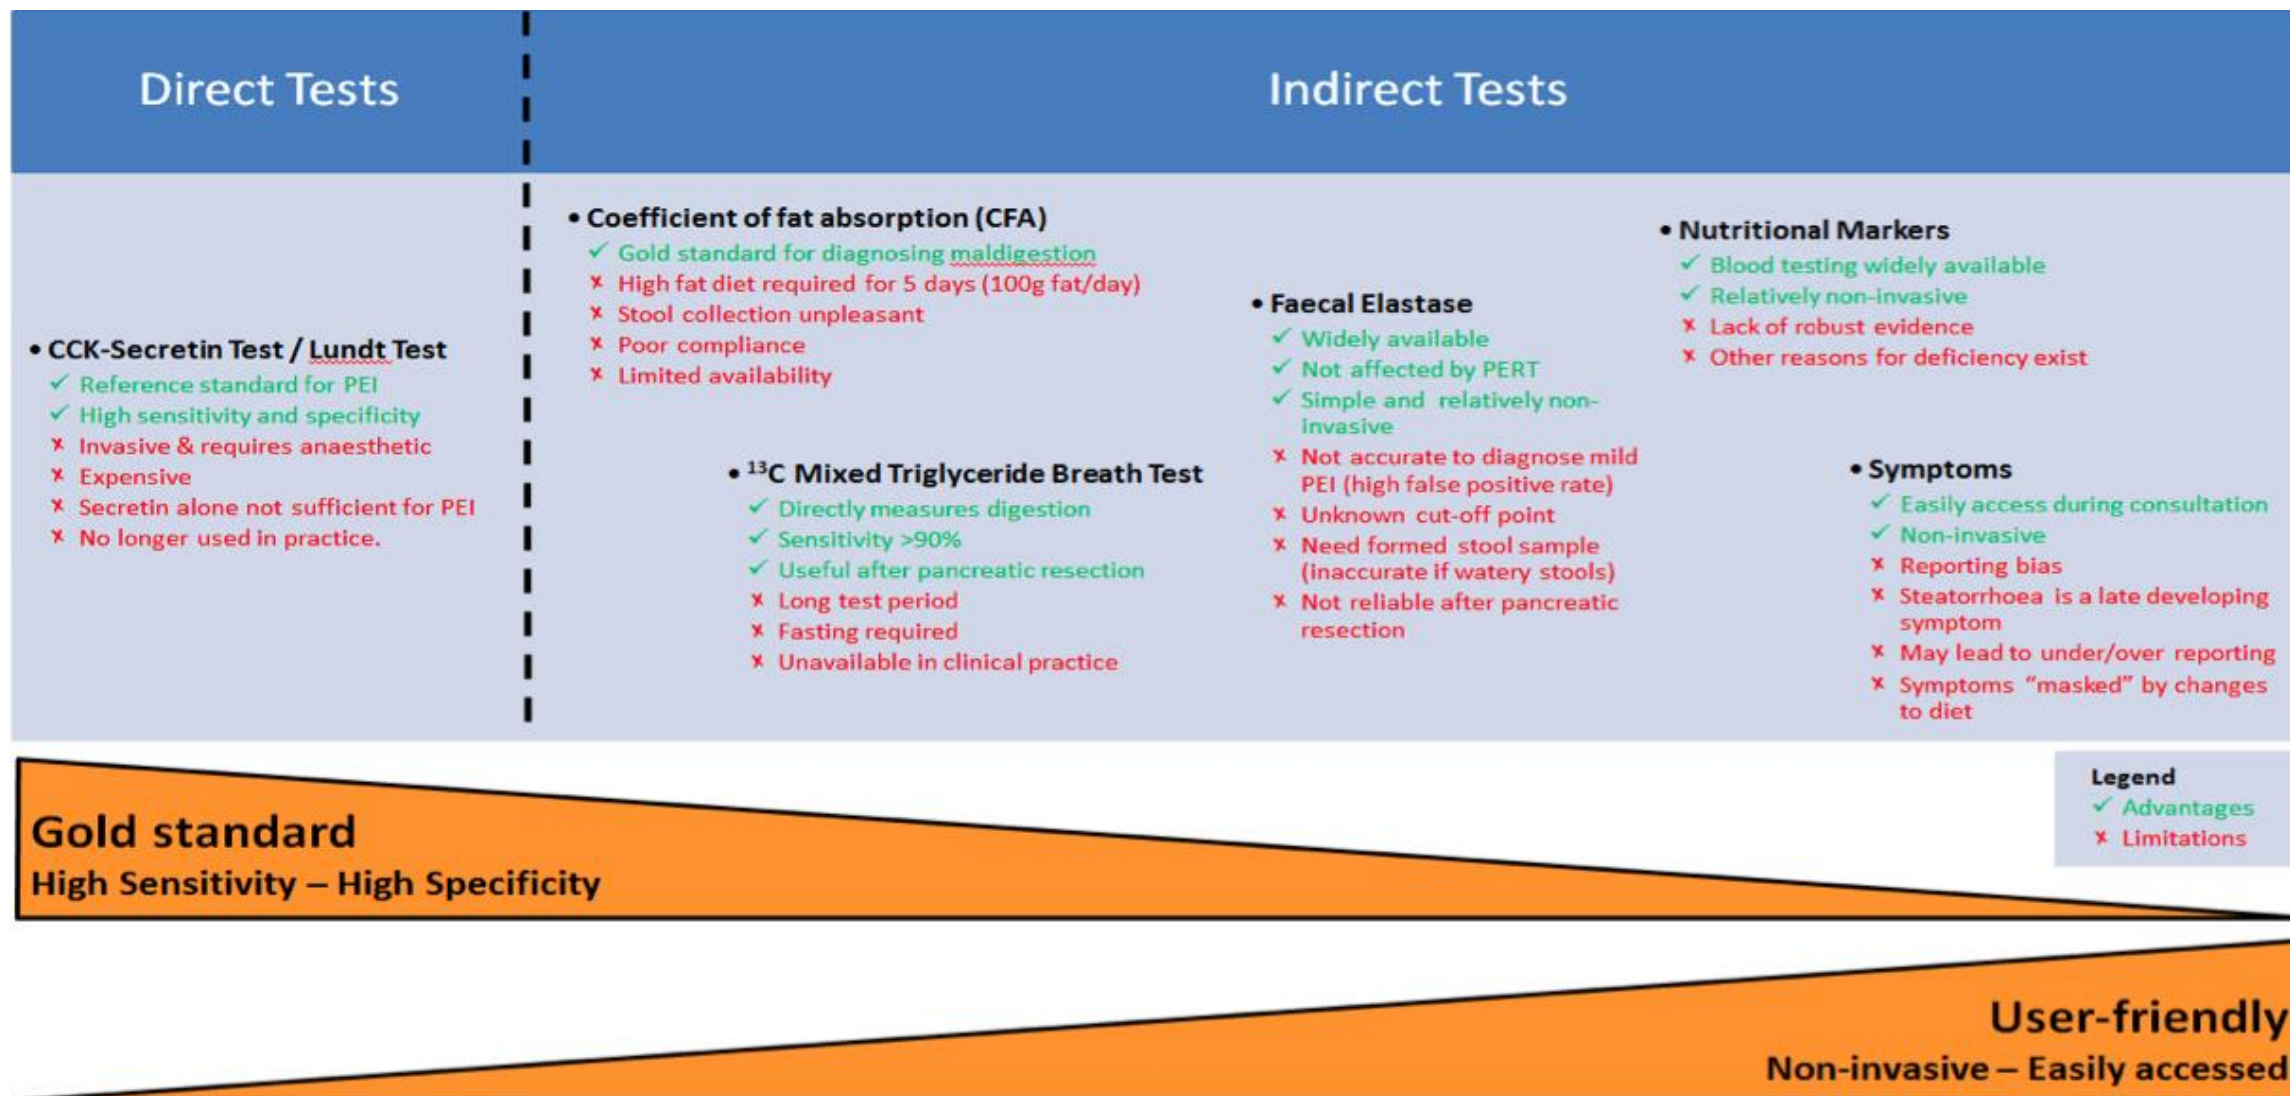 Direct Tests
Indirect Tests
• CCK-Secretin Test / Lundt Test
✓ Reference standard for PEI
✓ High sensitivity and specificity
✗ Invasive & requires anaesthetic
✗ Expensive
✗ Secretin alone not sufficient for PEI
✗ No longer used in practice.
• Coefficient of fat absorption (CFA)
✓ Gold standard for diagnosing maldigestion
✗ High fat diet required for 5 days (100g fat/day)
✗ Stool collection unpleasant
✗ Poor compliance
✗ Limited availability
• ¹³C Mixed Triglyceride Breath Test
✓ Directly measures digestion
✓ Sensitivity >90%
✓ Useful after pancreatic resection
✗ Long test period
✗ Fasting required
✗ Unavailable in clinical practice
• Faecal Elastase
✓ Widely available
✓ Not affected by PERT
✓ Simple and relatively non-
invasive
✗ Not accurate to diagnose mild
PEI (high false positive rate)
✗ Unknown cut-off point
✗ Need formed stool sample
(inaccurate if watery stools)
✗ Not reliable after pancreatic
resection
• Nutritional Markers
✓ Blood testing widely available
✓ Relatively non-invasive
✗ Lack of robust evidence
✗ Other reasons for deficiency exist
• Symptoms
✓ Easily access during consultation
✓ Non-invasive
✗ Reporting bias
✗ Steatorrhoea is a late developing
symptom
✗ May lead to under/over reporting
✗ Symptoms “masked” by changes
to diet
Legend
✓ Advantages
✗ Limitations
Gold standard
High Sensitivity – High Specificity
User-friendly
Non-invasive – Easily accessed